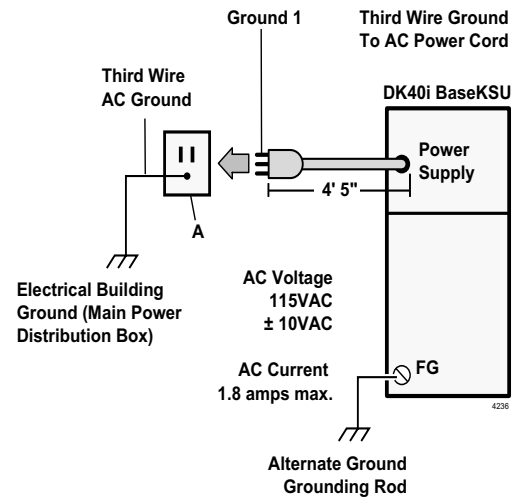 Ground 1
Third Wire Ground
To AC Power Cord
Third Wire
AC Ground
DK40i BaseKSU
Power
Supply
4' 5"
A
Electrical Building
Ground (Main Power
Distribution Box)
AC Voltage
115VAC
± 10VAC
AC Current
1.8 amps max.
FG
4236
Alternate Ground
Grounding Rod